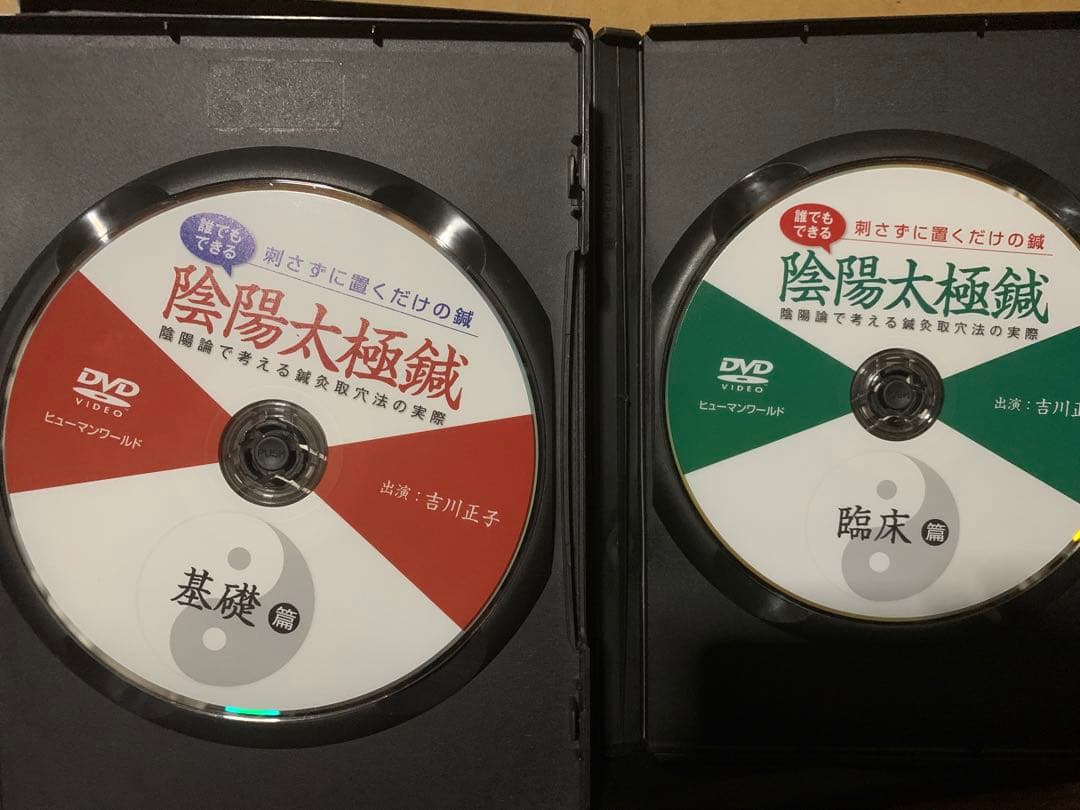 誰でも
できる
刺さずに置くだけの鍼
陰陽太極鍼
陰陽論で考える鍼灸取穴法の実際
DVD
VIDEO
ヒューマンワールド
出演：吉川正子
基礎篇
誰でも
できる
刺さずに置くだけの鍼
陰陽太極鍼
陰陽論で考える鍼灸取穴法の実際
DVD
VIDEO
ヒューマンワールド
出演：吉川正
臨床篇